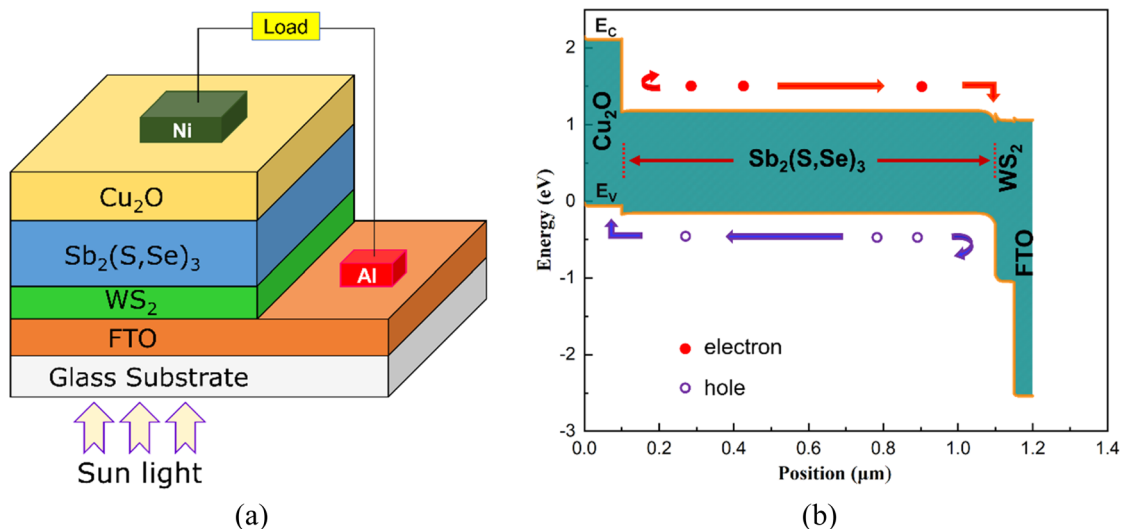 Load
Ni
Cu₂O
Sb₂(S,Se)₃
Al
WS₂
FTO
Glass Substrate
Sun light
(a)
Energy (eV)
2
1
0
-1
-2
-3
E_C
Cu₂O
E_V
Sb₂(S,Se)₃
WS₂
FTO
electron
hole
0.0 0.2 0.4 0.6 0.8 1.0 1.2 1.4
Position (μm)
(b)